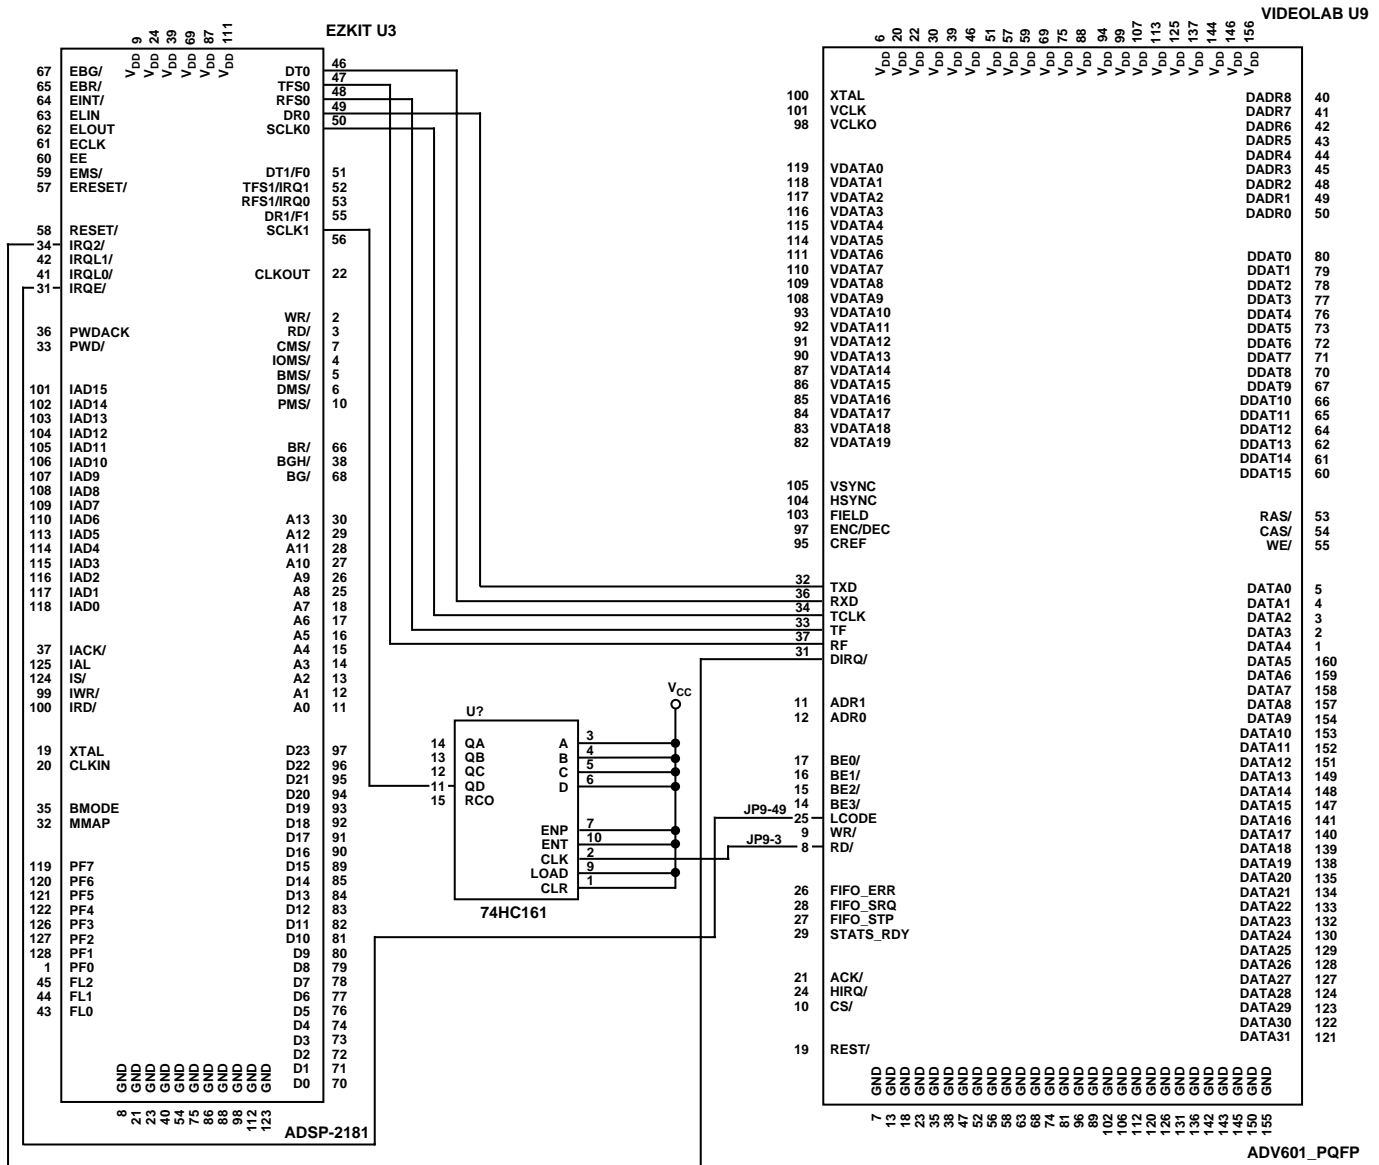 EZKIT U3
VIDEOLAB U9
9 24 39 69 87 111
VDD VDD VDD VDD VDD VDD
67 EBG/
65 EBR/
64 EINT/
63 ELIN
62 ELOUT
61 ECLK
60 EE
59 EMS/
57 ERESET/
58 RESET/
34 IRQ2/
42 IRQL1/
41 IRQL0/
31 IRQE/
36 PWDACK
33 PWD/
101 IAD15
102 IAD14
103 IAD13
104 IAD12
105 IAD11
106 IAD10
107 IAD9
108 IAD8
109 IAD7
110 IAD6
113 IAD5
114 IAD4
115 IAD3
116 IAD2
117 IAD1
118 IAD0
37 IACK/
125 IAL
124 IS/
99 IWR/
100 IRD/
19 XTAL
20 CLKIN
35 BMODE
32 MMAP
119 PF7
120 PF6
121 PF5
122 PF4
126 PF3
127 PF2
128 PF1
1 PF0
45 FL2
44 FL1
43 FL0
DT0 46
TFS0 47
RFS0 48
DR0 49
SCLK0 50
DT1/F0 51
TFS1/IRQ1 52
RFS1/IRQ0 53
DR1/F1 55
SCLK1 56
CLKOUT 22
WR/ 2
RD/ 3
CMS/ 7
IOMS/ 4
BMS/ 5
DMS/ 6
PMS/ 10
BR/ 66
BGH/ 38
BG/ 68
A13 30
A12 29
A11 28
A10 27
A9 26
A8 25
A7 18
A6 17
A5 16
A4 15
A3 14
A2 13
A1 12
A0 11
D23 97
D22 96
D21 95
D20 94
D19 93
D18 92
D17 91
D16 90
D15 89
D14 85
D13 84
D12 83
D11 82
D10 81
D9 80
D8 79
D7 78
D6 77
D5 76
D4 74
D3 73
D2 72
D1 71
D0 70
GND GND GND GND GND GND GND GND GND GND GND
8 21 23 40 54 75 86 88 98 112 123
ADSP-2181
VCC
U?
14 QA
13 QB
12 QC
11 QD
15 RCO
A 3
B 4
C 5
D 6
ENP 7
ENT 10
CLK 2
LOAD 9
CLR 1
74HC161
JP9-49
JP9-3
6 20 22 30 39 46 51 57 59 69 75 88 94 99 107 113 125 137 144 146 156
VDD VDD VDD VDD VDD VDD VDD VDD VDD VDD VDD VDD VDD VDD VDD VDD VDD VDD VDD VDD VDD
100 XTAL
101 VCLK
98 VCLKO
119 VDATA0
118 VDATA1
117 VDATA2
116 VDATA3
115 VDATA4
114 VDATA5
111 VDATA6
110 VDATA7
109 VDATA8
108 VDATA9
93 VDATA10
92 VDATA11
91 VDATA12
90 VDATA13
87 VDATA14
86 VDATA15
85 VDATA16
84 VDATA17
83 VDATA18
82 VDATA19
105 VSYNC
104 HSYNC
103 FIELD
97 ENC/DEC
95 CREF
32 TXD
36 RXD
34 TCLK
33 TF
37 RF
31 DIRQ/
11 ADR1
12 ADR0
17 BE0/
16 BE1/
15 BE2/
14 BE3/
25 LCODE
9 WR/
8 RD/
26 FIFO_ERR
28 FIFO_SRQ
27 FIFO_STP
29 STATS_RDY
21 ACK/
24 HIRQ/
10 CS/
19 REST/
DADR8 40
DADR7 41
DADR6 42
DADR5 43
DADR4 44
DADR3 45
DADR2 48
DADR1 49
DADR0 50
DDAT0 80
DDAT1 79
DDAT2 78
DDAT3 77
DDAT4 76
DDAT5 73
DDAT6 72
DDAT7 71
DDAT8 70
DDAT9 67
DDAT10 66
DDAT11 65
DDAT12 64
DDAT13 62
DDAT14 61
DDAT15 60
RAS/ 53
CAS/ 54
WE/ 55
DATA0 5
DATA1 4
DATA2 3
DATA3 2
DATA4 1
DATA5 160
DATA6 159
DATA7 158
DATA8 157
DATA9 154
DATA10 153
DATA11 152
DATA12 151
DATA13 149
DATA14 148
DATA15 147
DATA16 141
DATA17 140
DATA18 139
DATA19 138
DATA20 135
DATA21 134
DATA22 133
DATA23 132
DATA24 130
DATA25 129
DATA26 128
DATA27 127
DATA28 124
DATA29 123
DATA30 122
DATA31 121
GND GND GND GND GND GND GND GND GND GND GND GND GND GND GND GND GND GND GND GND GND GND GND GND GND GND GND
7 13 18 23 35 38 47 52 56 58 63 68 74 81 96 89 102 106 112 120 126 131 136 142 143 145 150 155
ADV601_PQFP